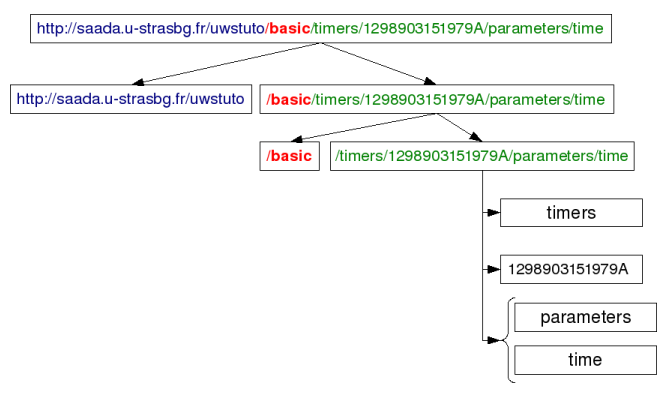 http://saada.u-strasbg.fr/uwstuto/basic/timers/1298903151979A/parameters/time
http://saada.u-strasbg.fr/uwstuto
/basic/timers/1298903151979A/parameters/time
/basic
/timers/1298903151979A/parameters/time
timers
1298903151979A
parameters
time